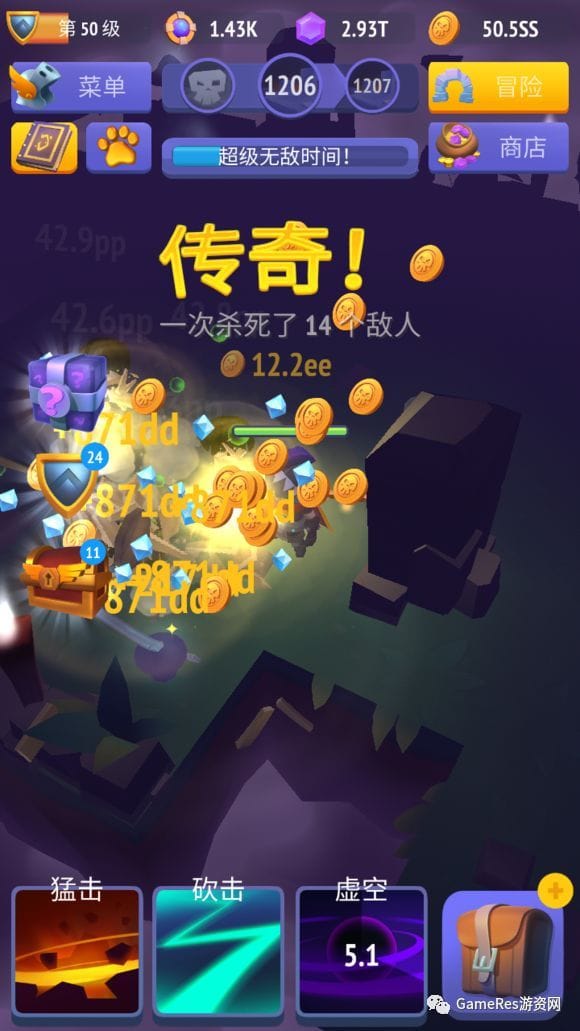 第 50 级
1.43K
2.93T
50.5SS
菜单
1206
1207
冒险
超级无敌时间！
商店
42.9pp
传奇！
42.6pp
一次杀死了 14 个敌人
12.2ee
871dd
24
871dd
11
871dd
猛击
砍击
虚空
5.1
GameRes游资网